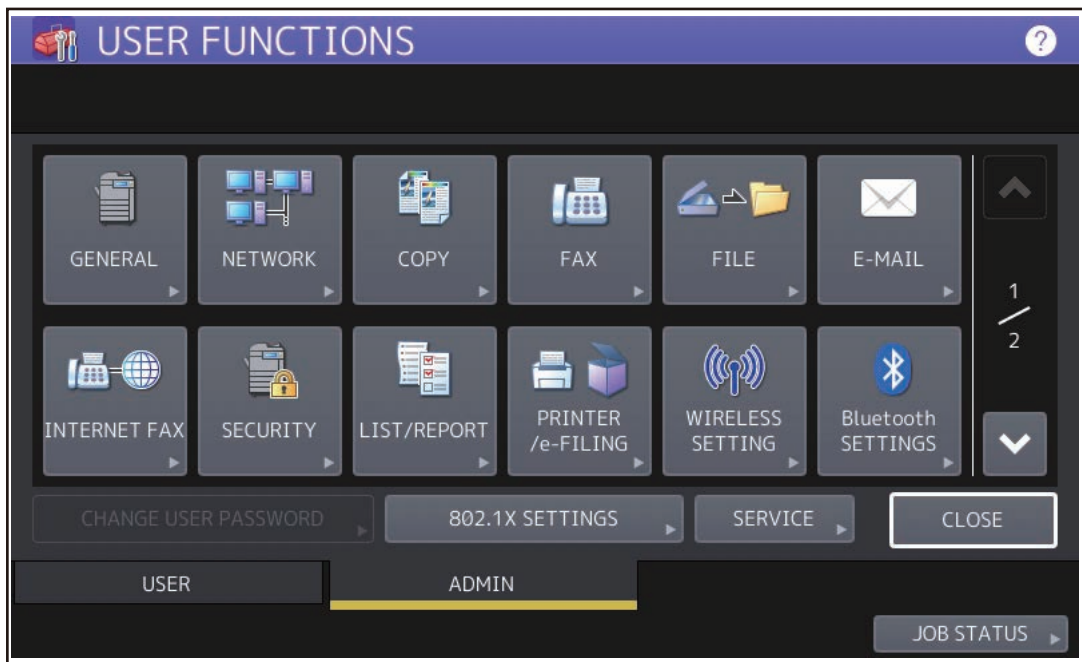 USER FUNCTIONS
?
GENERAL
NETWORK
COPY
FAX
FILE
E-MAIL
1
2
INTERNET FAX
SECURITY
LIST/REPORT
PRINTER
/e-FILING
WIRELESS
SETTING
Bluetooth
SETTINGS
CHANGE USER PASSWORD
802.1X SETTINGS
SERVICE
CLOSE
USER
ADMIN
JOB STATUS